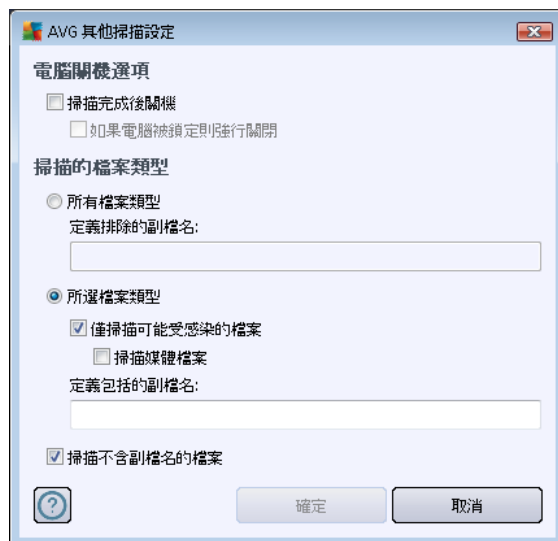 AVG 其他掃描設定
電腦關機選項
掃描完成後關機
如果電腦被鎖定則強行關閉
掃描的檔案類型
所有檔案類型
定義排除的副檔名:
所選檔案類型
僅掃描可能受感染的檔案
掃描媒體檔案
定義包括的副檔名:
掃描不含副檔名的檔案
?
確定
取消